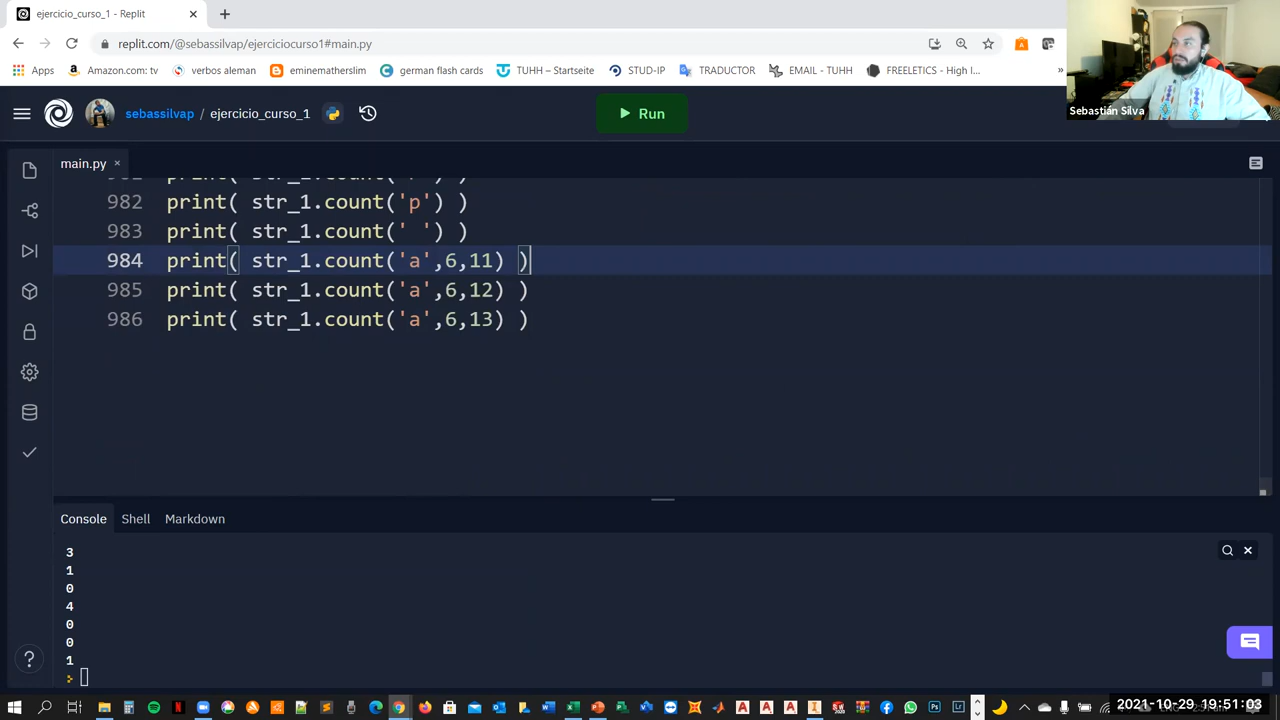 ejercicio_curso_1 - Replit
replit.com/@sebassilvap/ejerciciocurso1#main.py
Apps
Amazon.com: tv
verbos aleman
eminematherslim
german flash cards
TUHH – Startseite
STUD-IP
TRADUCTOR
EMAIL - TUHH
FREELETICS - High I...
»
Sebastián Silva
sebassilvap / ejercicio_curso_1
Run
main.py
982 print( str_1.count('p') )
983 print( str_1.count(' ') )
984 print( str_1.count('a',6,11) )
985 print( str_1.count('a',6,12) )
986 print( str_1.count('a',6,13) )
Console
Shell
Markdown
3
1
0
4
0
0
1
2021-10-29 19:51:03